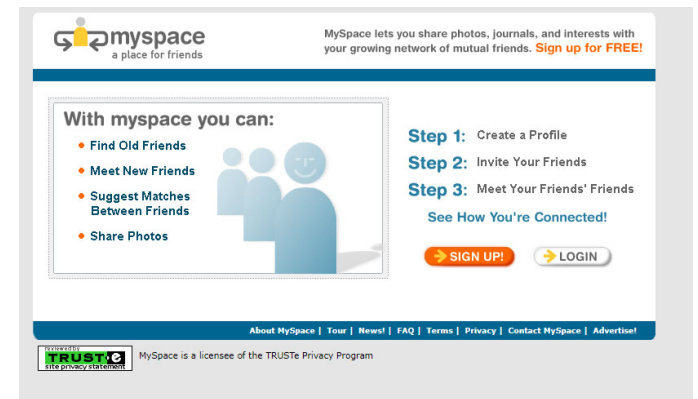 myspace
a place for friends
MySpace lets you share photos, journals, and interests with
your growing network of mutual friends. Sign up for FREE!
With myspace you can:
Find Old Friends
Meet New Friends
Suggest Matches
Between Friends
Share Photos
Step 1: Create a Profile
Step 2: Invite Your Friends
Step 3: Meet Your Friends' Friends
See How You're Connected!
SIGN UP!
LOGIN
About MySpace | Tour | News! | FAQ | Terms | Privacy | Contact MySpace | Advertise!
reviewed by
TRUST e
site privacy statement
MySpace is a licensee of the TRUSTe Privacy Program